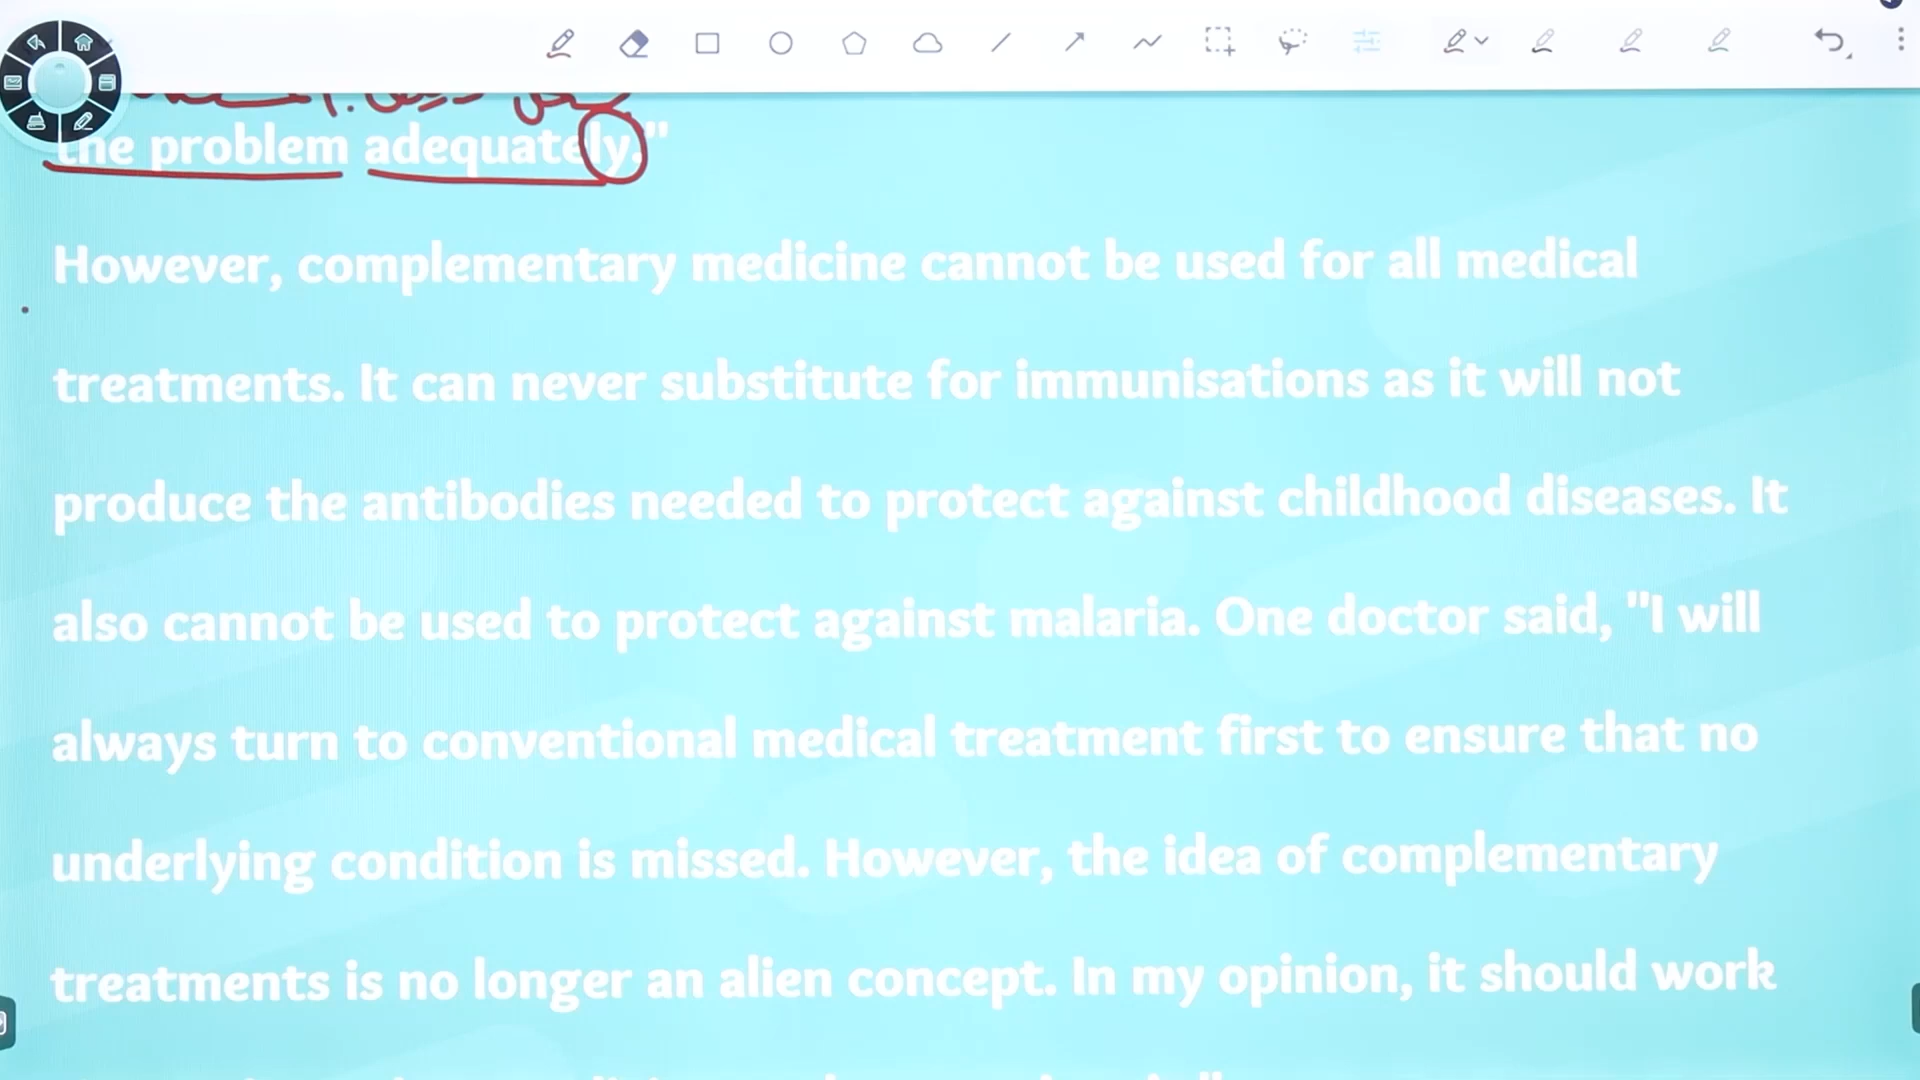 the problem adequately."
However, complementary medicine cannot be used for all medical
treatments. It can never substitute for immunisations as it will not
produce the antibodies needed to protect against childhood diseases. It
also cannot be used to protect against malaria. One doctor said, "I will
always turn to conventional medical treatment first to ensure that no
underlying condition is missed. However, the idea of complementary
treatments is no longer an alien concept. In my opinion, it should work